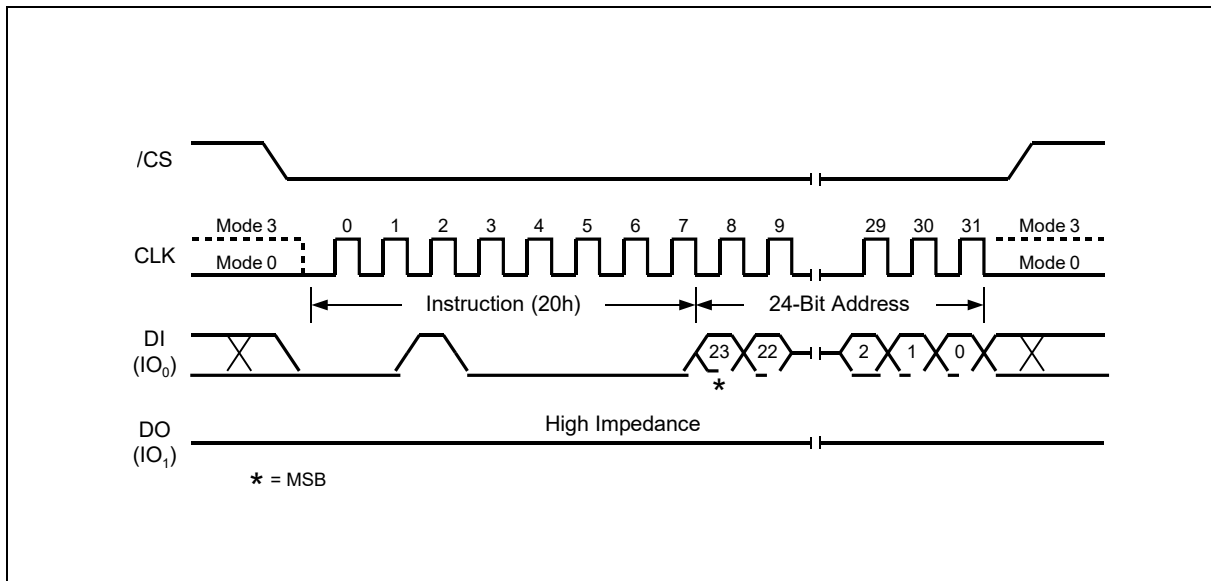 /CS
Mode 3 0 1 2 3 4 5 6 7 8 9 29 30 31 Mode 3
CLK
Mode 0 Mode 0
Instruction (20h) 24-Bit Address
DI
(IO₀)
23 22 2 1 0
*
High Impedance
DO
(IO₁)
* = MSB